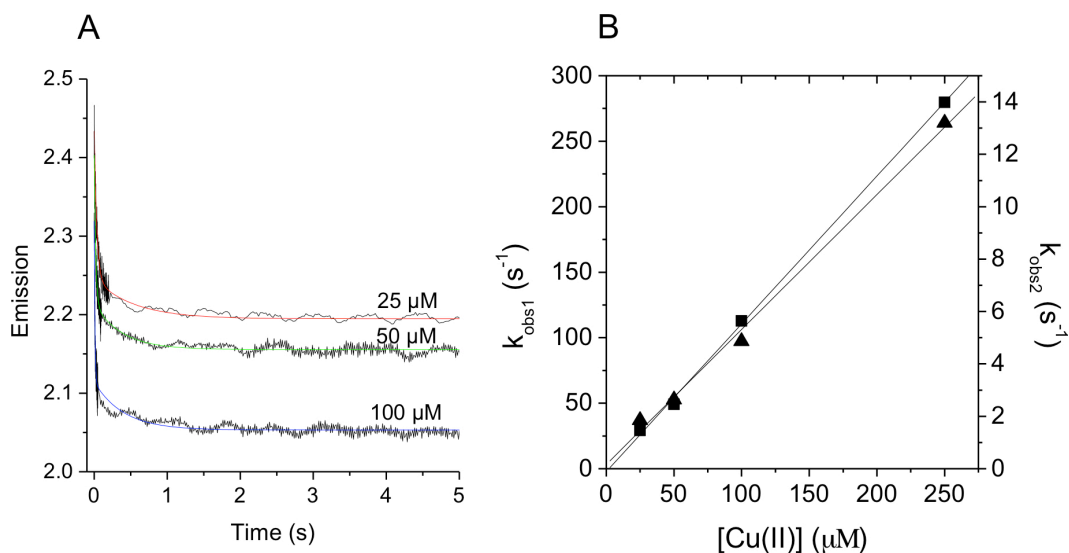 A
2.5
2.4
2.3
2.2
2.1
2.0
Emission
25 μM
50 μM
100 μM
0 1 2 3 4 5
Time (s)
B
300
250
200
150
100
50
0
k_obs1 (s^-1)
14
12
10
8
6
4
2
0
k_obs2 (s^-1)
0 50 100 150 200 250
[Cu(II)] (μM)